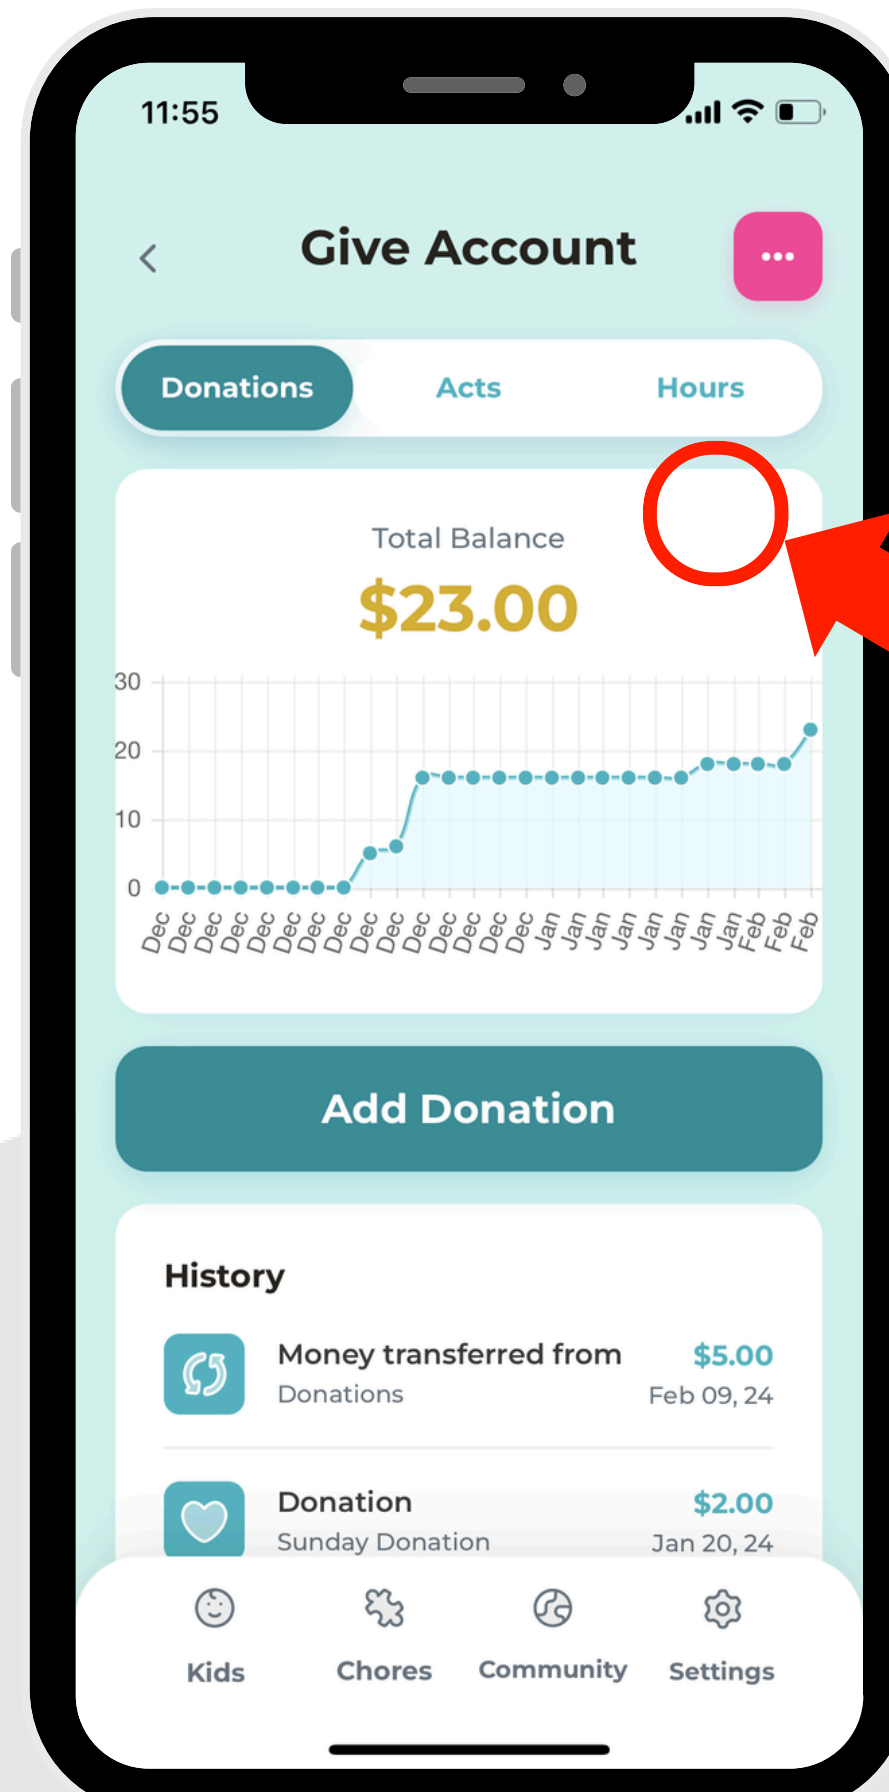 11:55
Give Account
Donations Acts Hours
Total Balance
$23.00
30
20
10
0
Dec Dec Dec Dec Dec Dec Dec Dec Dec Dec Dec Dec Dec Dec Dec Jan Jan Jan Jan Jan Jan Jan Jan Feb Feb Feb
Add Donation
History
Money transferred from $5.00
Donations Feb 09, 24
Donation $2.00
Sunday Donation Jan 20, 24
Kids Chores Community Settings